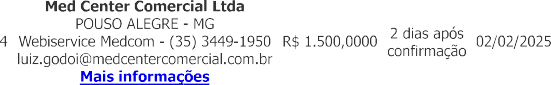 Med Center Comercial Ltda
POUSO ALEGRE - MG
4 Webiservice Medcom - (35) 3449-1950 R$ 1.500,0000 2 dias após confirmação 02/02/2025
luiz.godoi@medcentercomercial.com.br
Mais informações